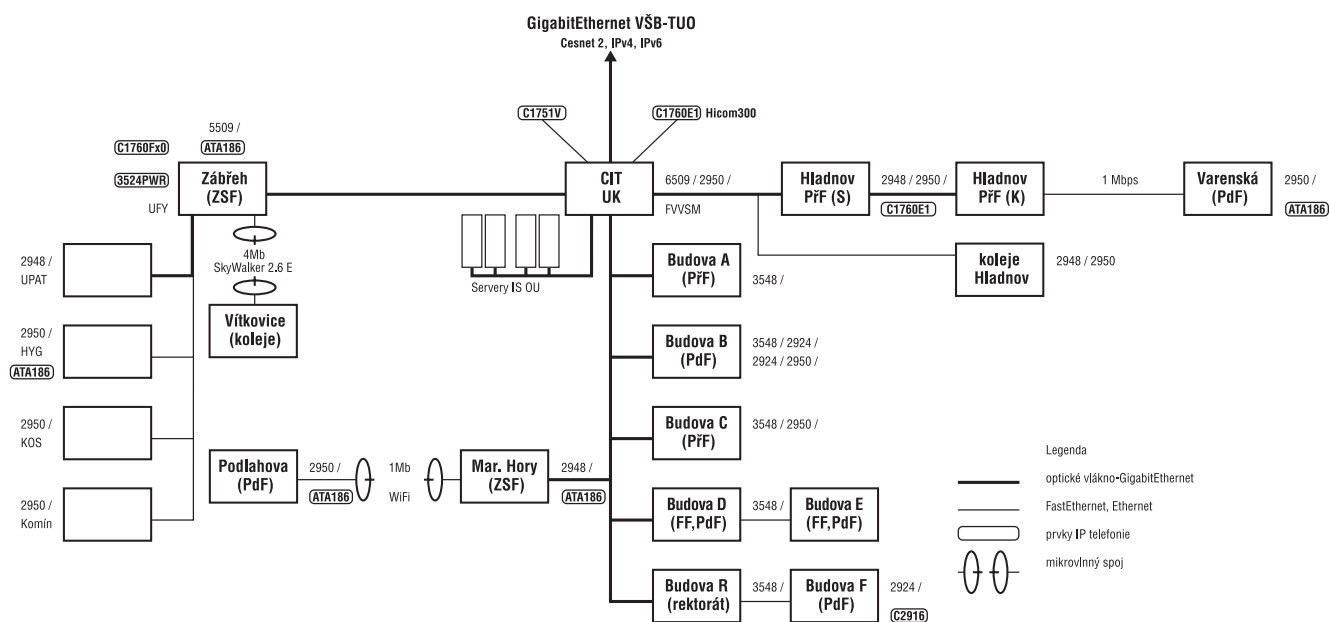 GigabitEthernet VŠB-TUO
Cesnet 2, IPv4, IPv6
C1751V
C1760E1 Hicom300
5509 /
C1760Fx0
ATA186
3524PWR
Zábřeh
(ZSF)
UFY
CIT
UK
6509 / 2950 /
FVVSM
Hladnov
PřF (S)
2948 / 2950 /
C1760E1
Hladnov
PřF (K)
1 Mbps
Varenská
(PdF)
2950 /
ATA186
4Mb
SkyWalker 2.6 E
2948 /
UPAT
Servery IS OU
Budova A
(PřF)
3548 /
koleje
Hladnov
2948 / 2950
Vítkovice
(koleje)
2950 /
HYG
ATA186
Budova B
(PdF)
3548 / 2924 /
2924 / 2950 /
2950 /
KOS
Budova C
(PřF)
3548 / 2950 /
Podlahova
(PdF)
2950 /
ATA186
1Mb
WiFi
Mar. Hory
(ZSF)
2948 /
ATA186
2950 /
Komín
Budova D
(FF,PdF)
3548 /
Budova E
(FF,PdF)
Budova R
(rektorát)
3548 /
Budova F
(PdF)
2924 /
C2916
Legenda
optické vlákno-GigabitEthernet
FastEthernet, Ethernet
prvky IP telefonie
mikrovlnný spoj